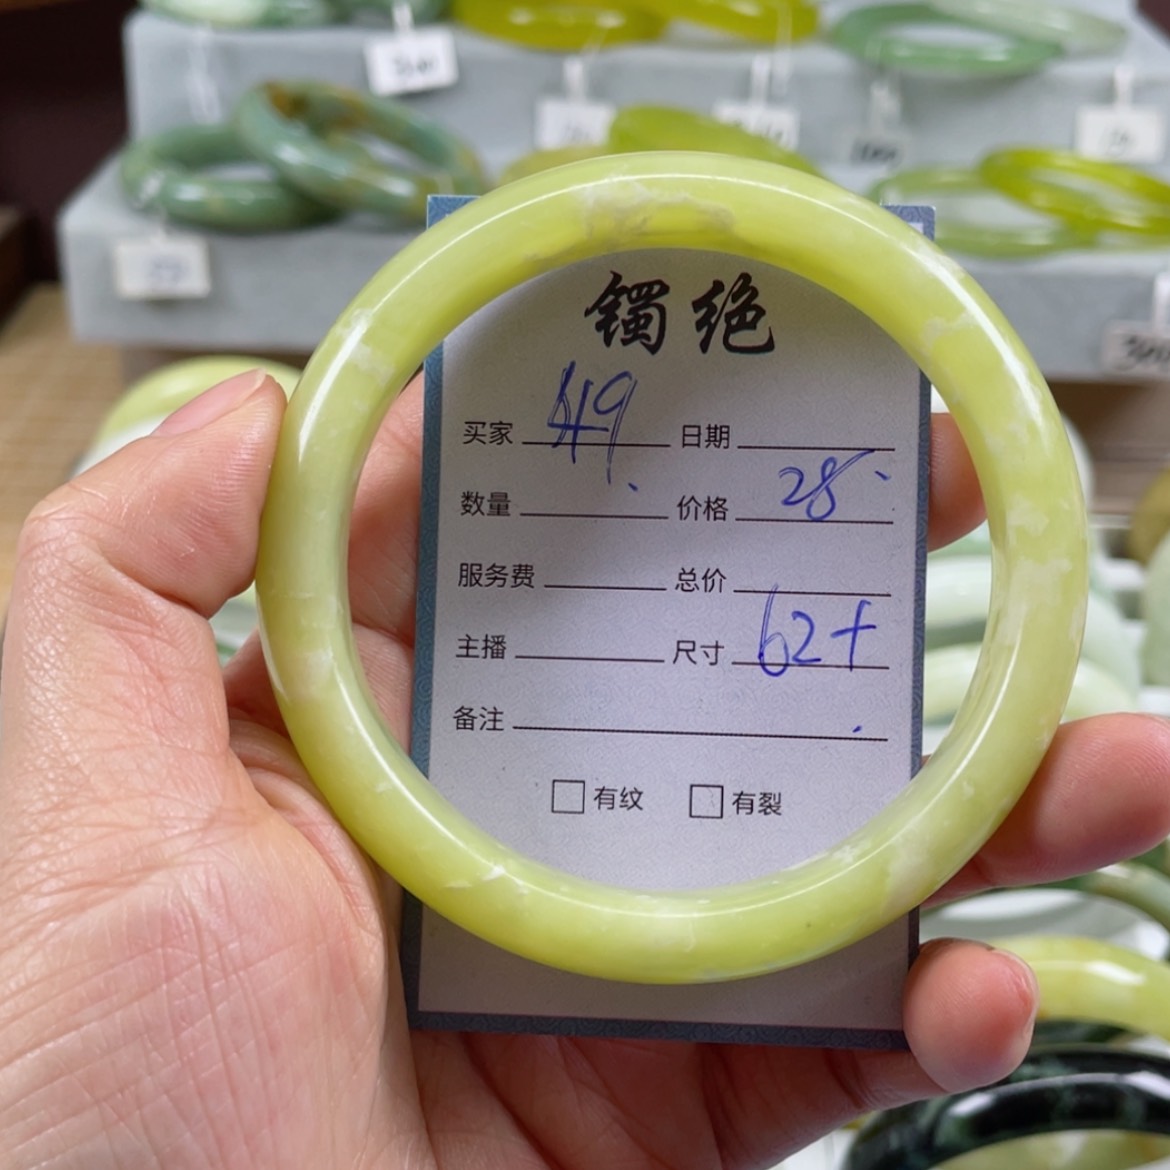 镯绝
买家 449 日期
数量 价格 28
服务费 总价
主播 尺寸 62+
备注
有纹 有裂